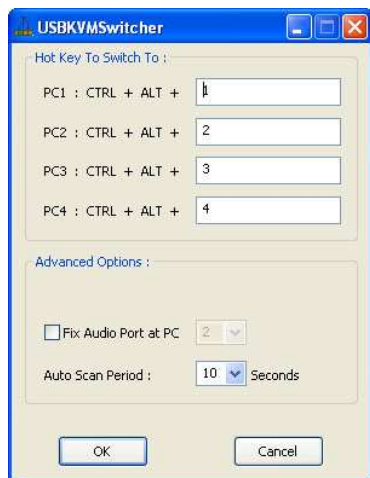 USBKVMSwitcher
Hot Key To Switch To :
PC1 : CTRL + ALT + 1
PC2 : CTRL + ALT + 2
PC3 : CTRL + ALT + 3
PC4 : CTRL + ALT + 4
Advanced Options :
Fix Audio Port at PC 2
Auto Scan Period : 10 Seconds
OK Cancel